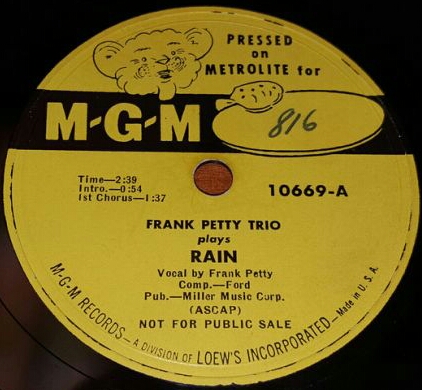 PRESSED
on
METROLITE for
M-G-M
816
Time—2:39
Intro.—0:54
1st Chorus—1:37
10669-A
FRANK PETTY TRIO
plays
RAIN
Vocal by Frank Petty
Comp.—Ford
Pub.—Miller Music Corp.
(ASCAP)
NOT FOR PUBLIC SALE
M-G-M RECORDS—A DIVISION OF LOEW'S INCORPORATED—Made in U.S.A.